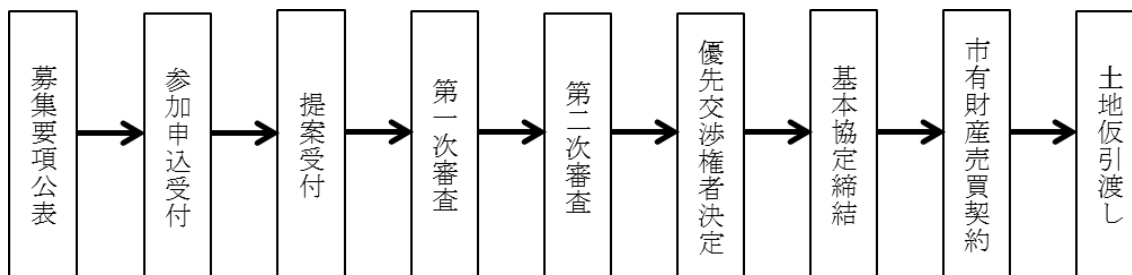 募集要項公表
参加申込受付
提案受付
第一次審査
第二次審査
優先交渉権者決定
基本協定締結
市有財産売買契約
土地仮引渡し